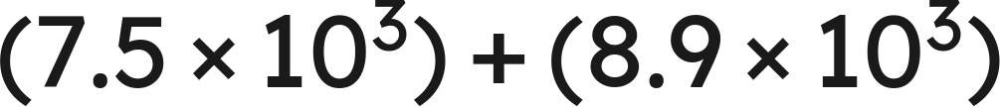 (7.5 × 10³) + (8.9 × 10³)